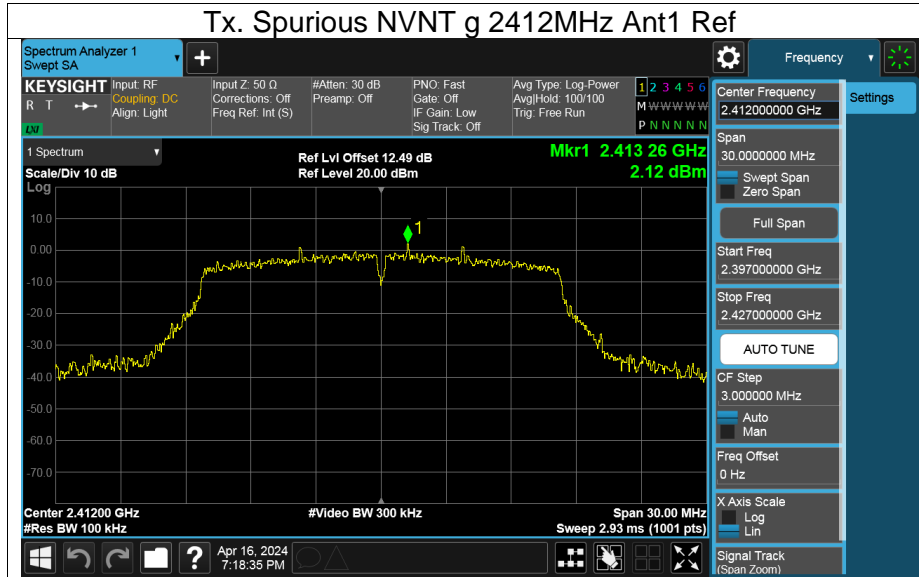 Tx. Spurious NVNT g 2412MHz Ant1 Ref
Spectrum Analyzer 1
Swept SA
+
Frequency
KEYSIGHT
R T
LXI
Input: RF
Coupling: DC
Align: Light
Input Z: 50 Ω
Corrections: Off
Freq Ref: Int (S)
#Atten: 30 dB
Preamp: Off
PNO: Fast
Gate: Off
IF Gain: Low
Sig Track: Off
Avg Type: Log-Power
Avg|Hold: 100/100
Trig: Free Run
1 2 3 4 5 6
M W W W W W
P N N N N N
Center Frequency
2.412000000 GHz
Settings
Span
30.0000000 MHz
Swept Span
Zero Span
Full Span
Start Freq
2.397000000 GHz
Stop Freq
2.427000000 GHz
AUTO TUNE
CF Step
3.000000 MHz
Auto
Man
Freq Offset
0 Hz
X Axis Scale
Log
Lin
Signal Track
(Span Zoom)
1 Spectrum
Scale/Div 10 dB
Log
Ref Lvl Offset 12.49 dB
Ref Level 20.00 dBm
Mkr1 2.413 26 GHz
2.12 dBm
1
10.0
0.00
-10.0
-20.0
-30.0
-40.0
-50.0
-60.0
-70.0
Center 2.41200 GHz
#Res BW 100 kHz
#Video BW 300 kHz
Span 30.00 MHz
Sweep 2.93 ms (1001 pts)
?
Apr 16, 2024
7:18:35 PM